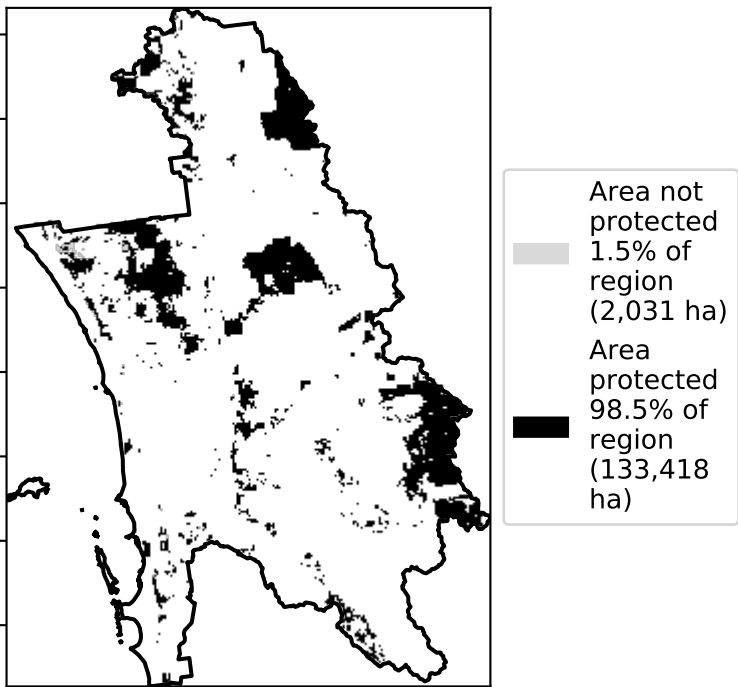 Area not
protected
1.5% of
region
(2,031 ha)
Area
protected
98.5% of
region
(133,418
ha)